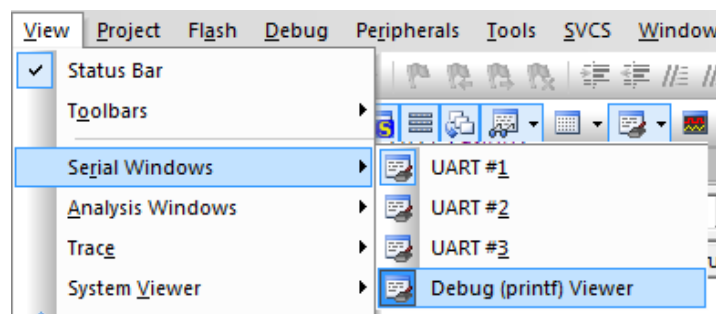 View Project Flash Debug Peripherals Tools SVCS Window
Status Bar
Toolbars
Serial Windows
Analysis Windows
Trace
System Viewer
UART #1
UART #2
UART #3
Debug (printf) Viewer